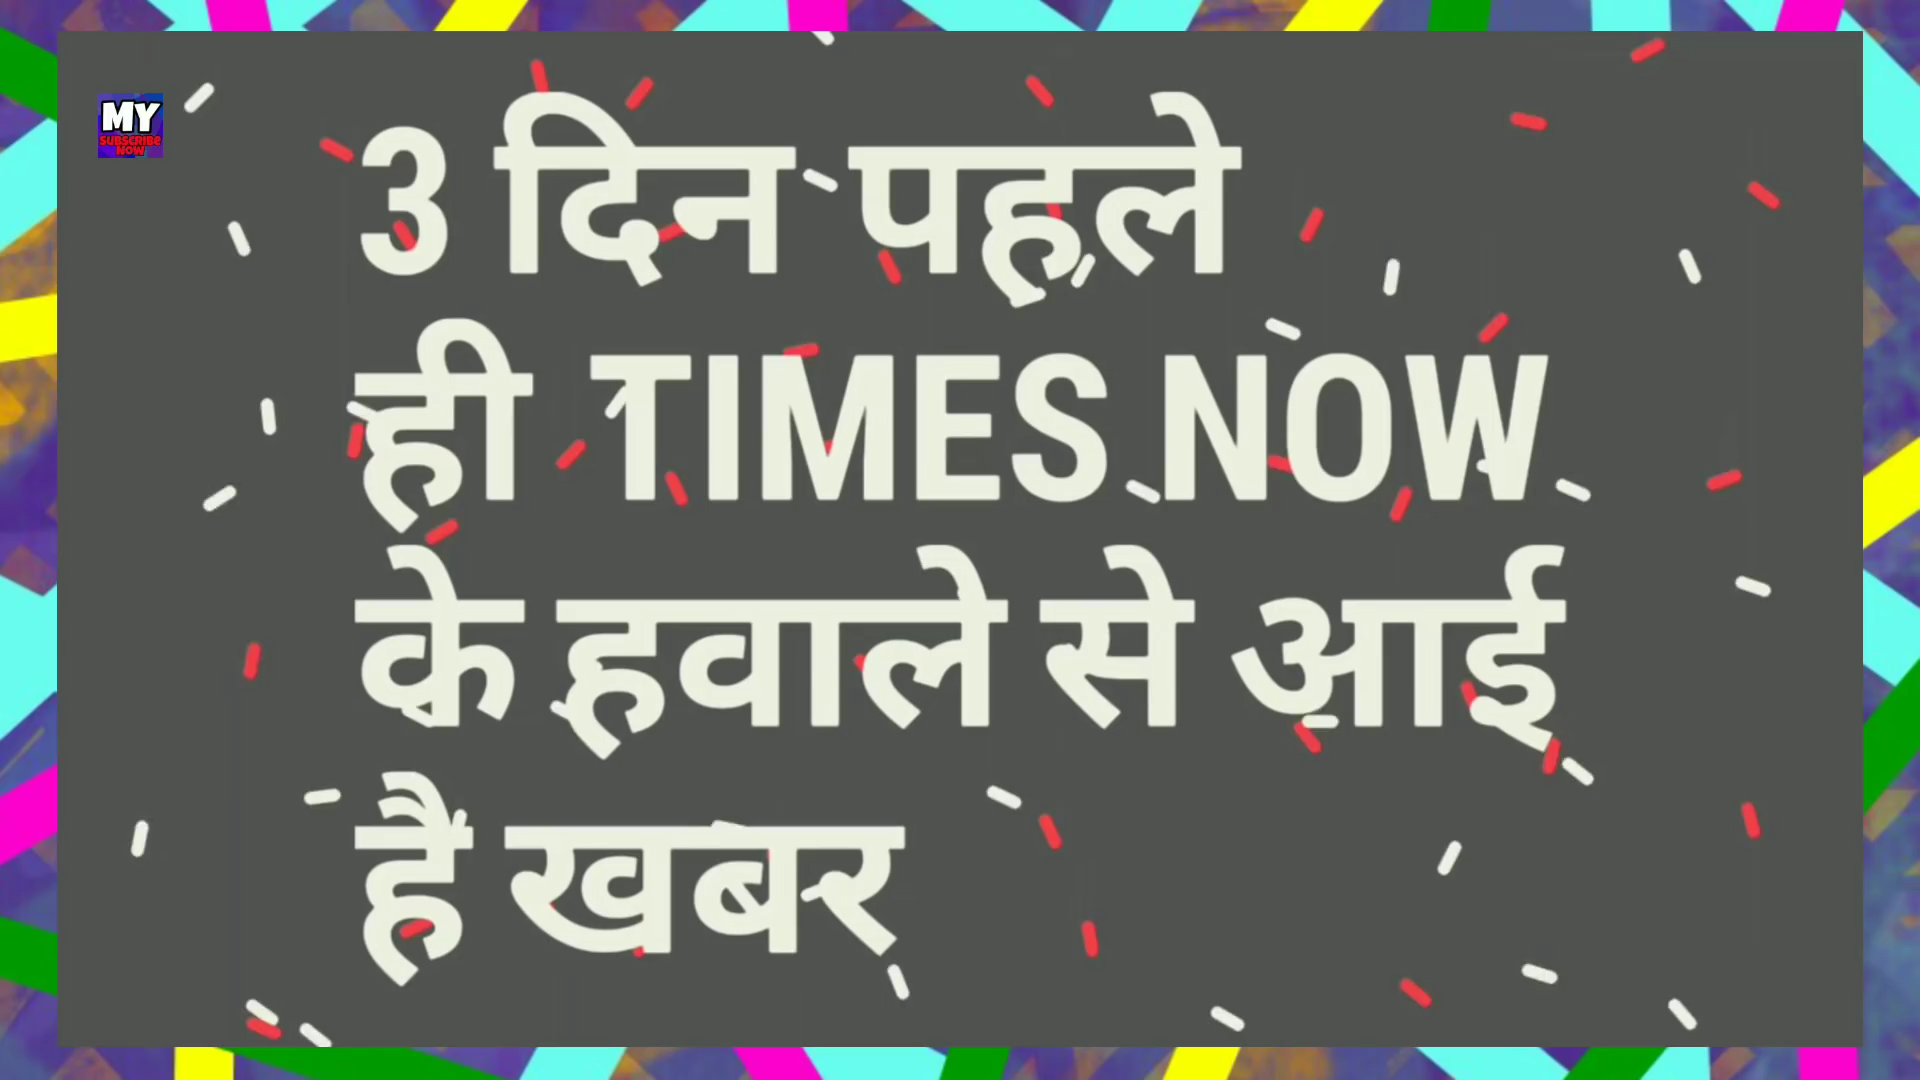 MY
SUBSCRIBE
NOW
3 दिन पहले
ही TIMES NOW
के हवाले से आई
है खबर